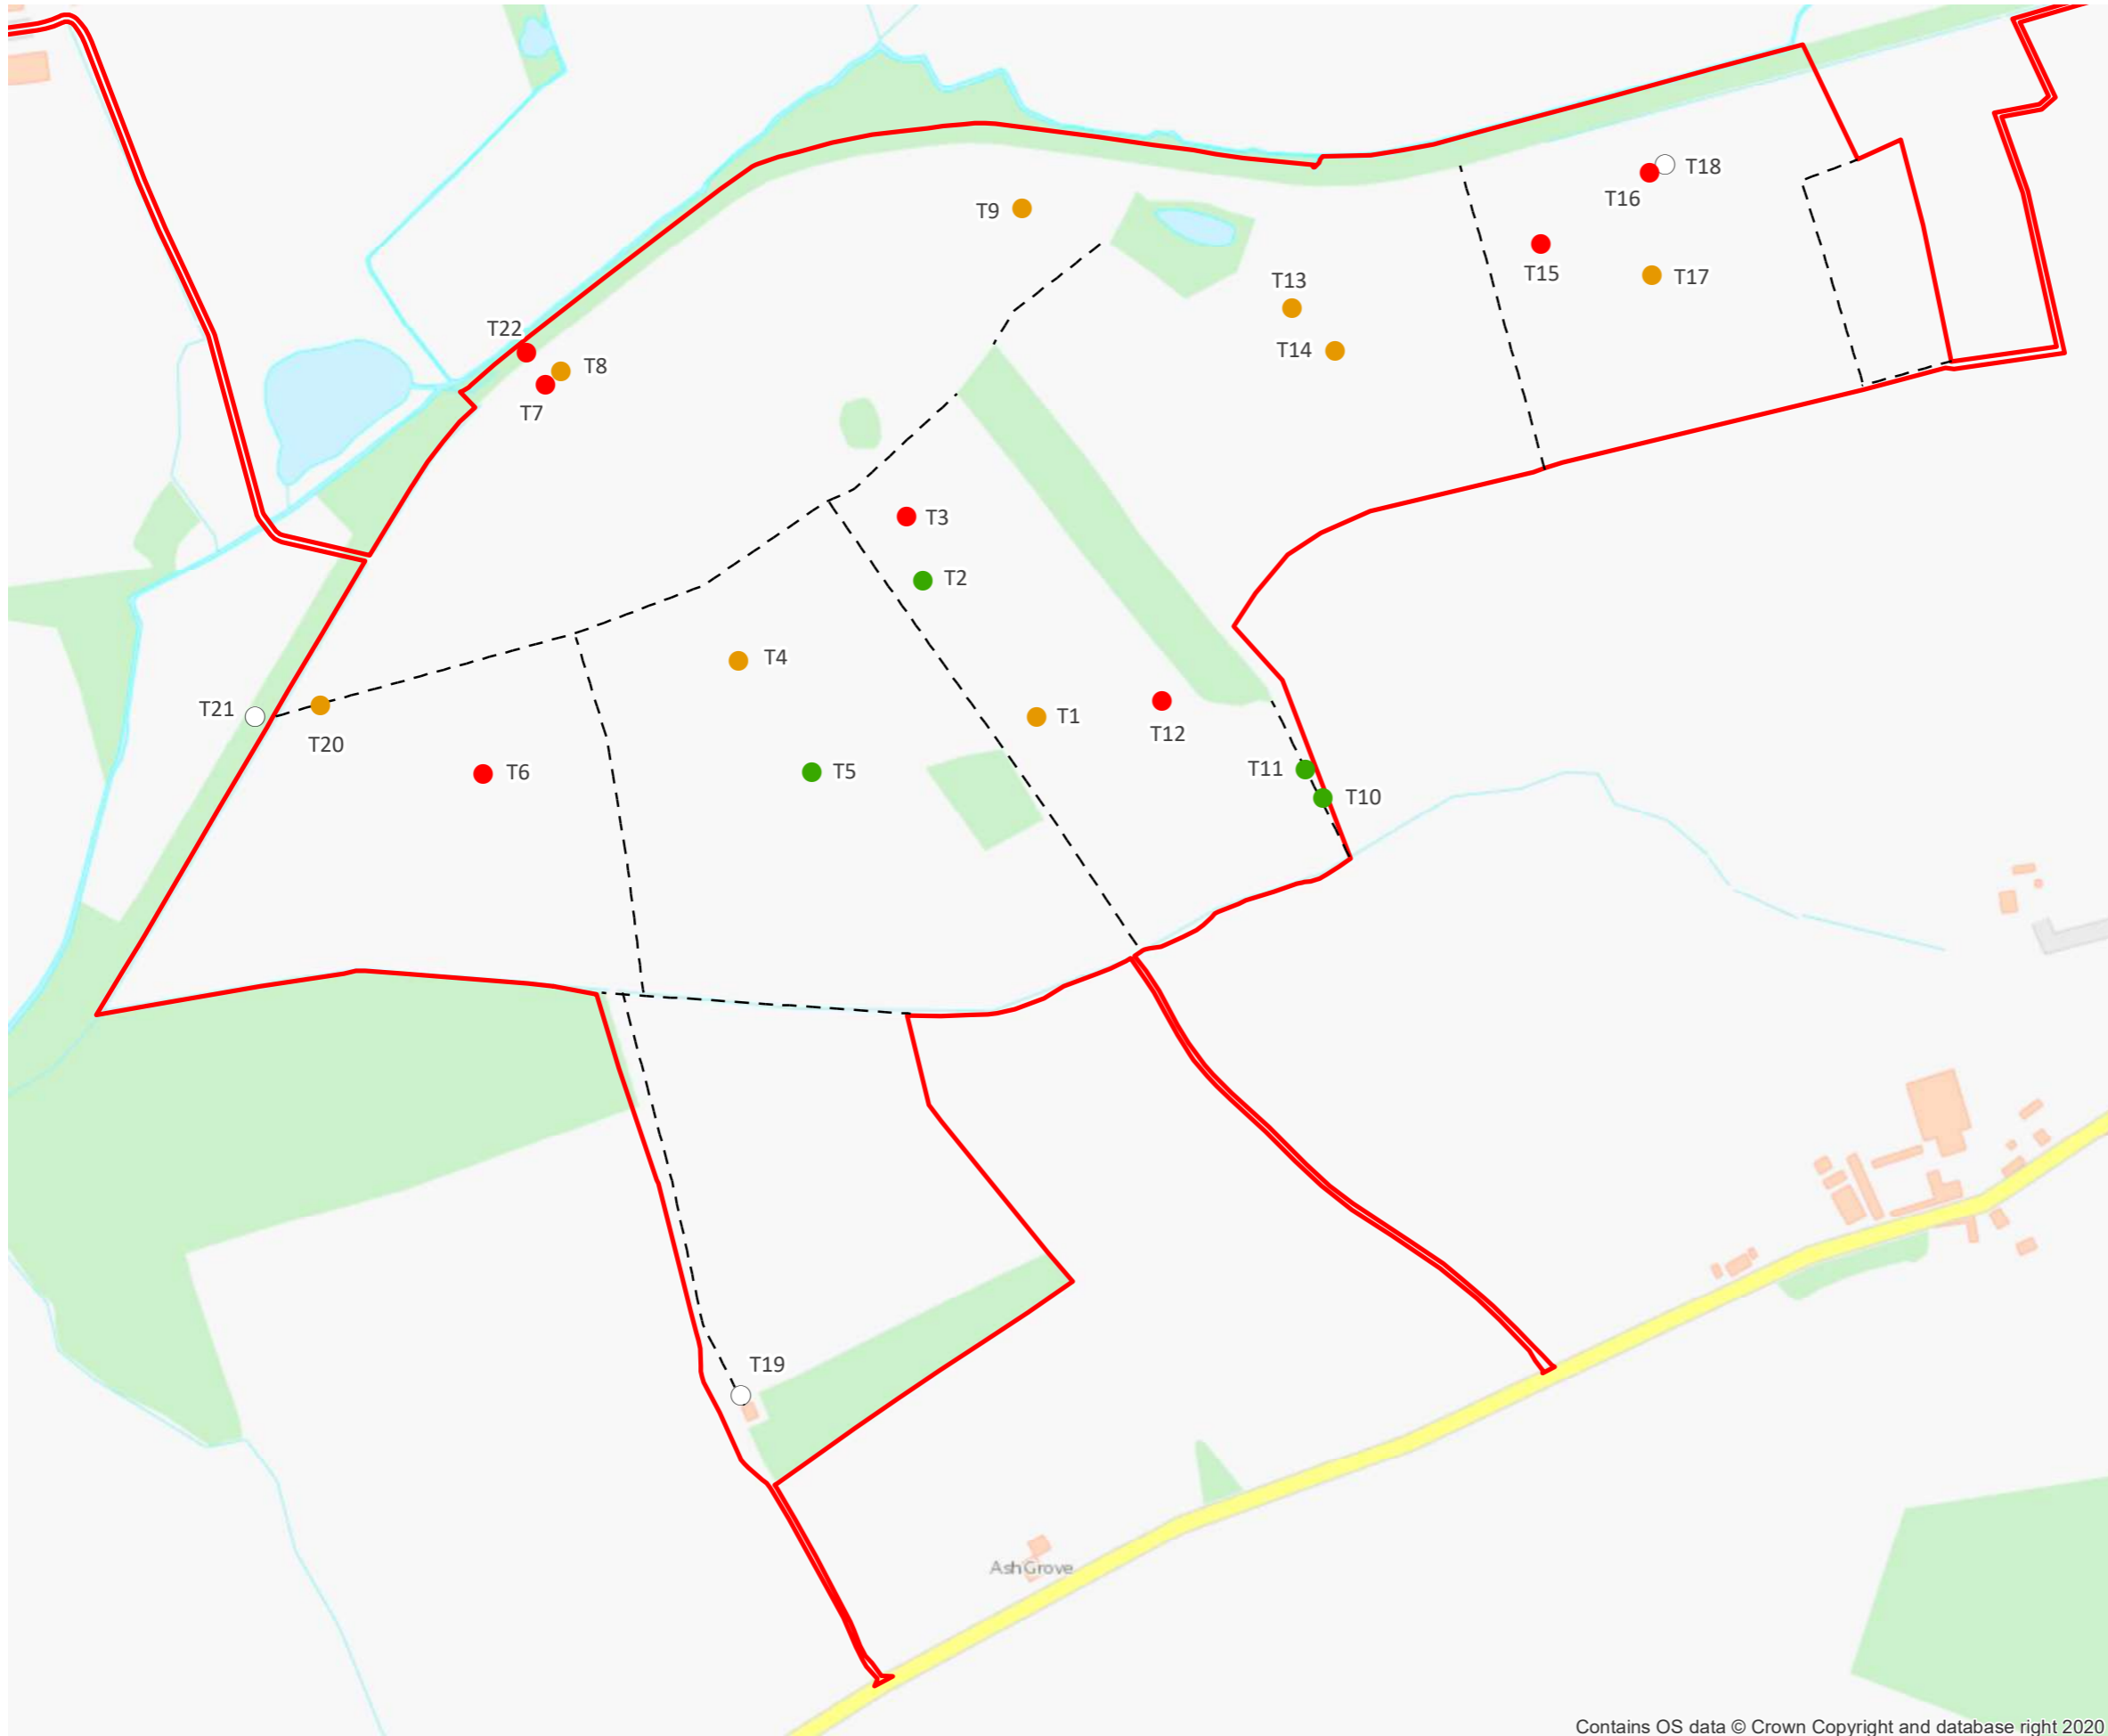 T18
T16
T9
T15
T17
T13
T22
T14
T8
T7
T3
T2
T4
T21
T1
T20
T12
T6
T5
T11
T10
T19
Ash Grove
Contains OS data © Crown Copyright and database right 2020